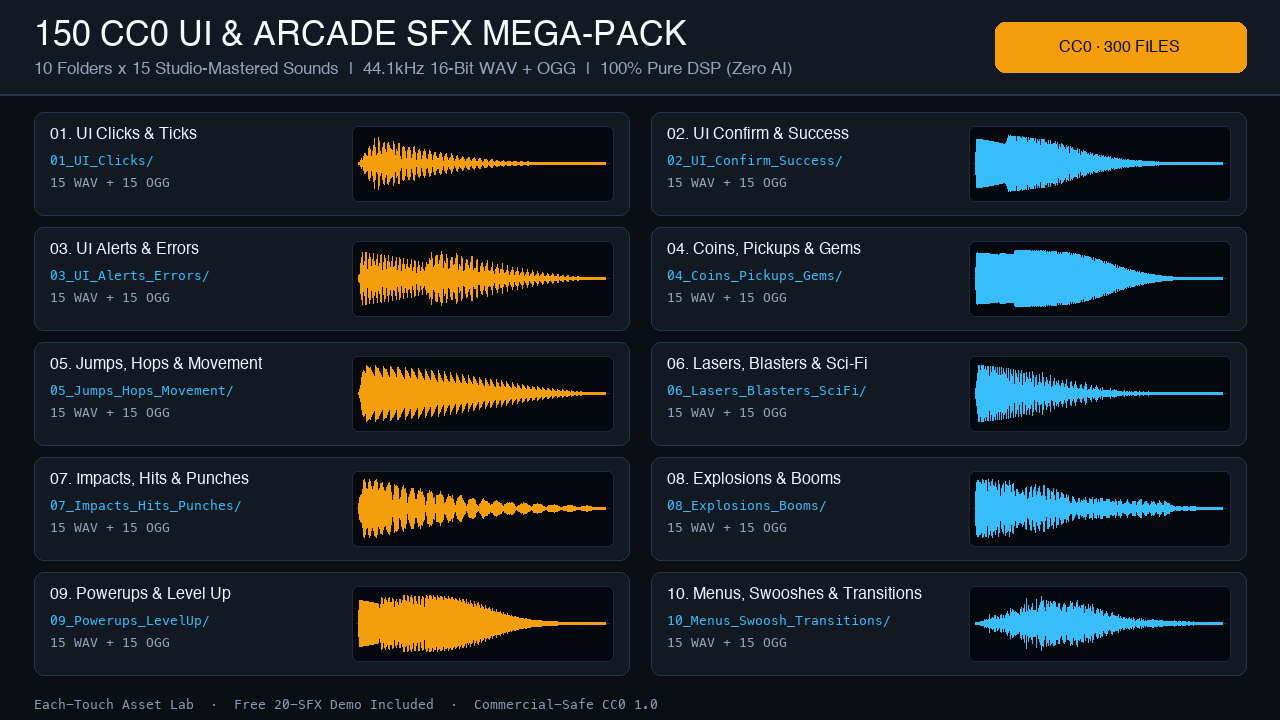 150 CC0 UI & ARCADE SFX MEGA-PACK
10 Folders x 15 Studio-Mastered Sounds | 44.1kHz 16-Bit WAV + OGG | 100% Pure DSP (Zero AI)
CC0 · 300 FILES
01. UI Clicks & Ticks
01_UI_Clicks/
15 WAV + 15 OGG
02. UI Confirm & Success
02_UI_Confirm_Success/
15 WAV + 15 OGG
03. UI Alerts & Errors
03_UI_Alerts_Errors/
15 WAV + 15 OGG
04. Coins, Pickups & Gems
04_Coins_Pickups_Gems/
15 WAV + 15 OGG
05. Jumps, Hops & Movement
05_Jumps_Hops_Movement/
15 WAV + 15 OGG
06. Lasers, Blasters & Sci-Fi
06_Lasers_Blasters_SciFi/
15 WAV + 15 OGG
07. Impacts, Hits & Punches
07_Impacts_Hits_Punches/
15 WAV + 15 OGG
08. Explosions & Booms
08_Explosions_Booms/
15 WAV + 15 OGG
09. Powerups & Level Up
09_Powerups_LevelUp/
15 WAV + 15 OGG
10. Menus, Swooshes & Transitions
10_Menus_Swoosh_Transitions/
15 WAV + 15 OGG
Each-Touch Asset Lab · Free 20-SFX Demo Included · Commercial-Safe CC0 1.0